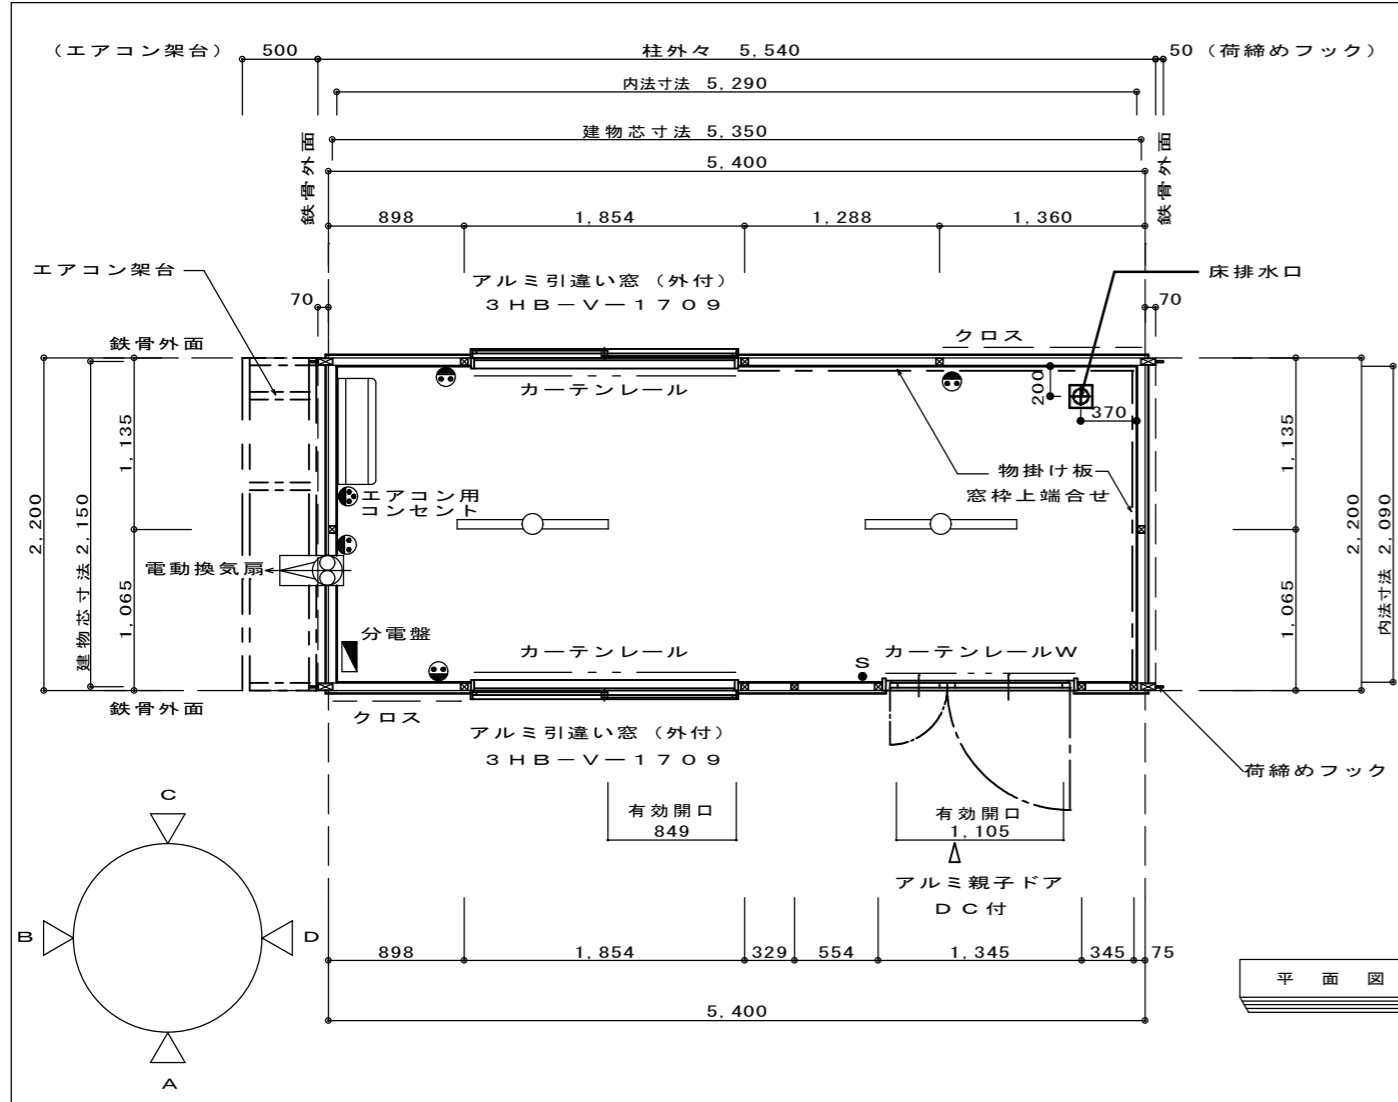 (エアコン架台) 500 柱外々 5,540 50 (荷締めフック)
内法寸法 5,290
建物芯寸法 5,350
5,400
鉄骨外面
鉄骨外面
898 1,854 1,288 1,360
エアコン架台
アルミ引違い窓 (外付)
3HB-V-1709
床排水口
70
70
鉄骨外面
クロス
カーテンレール
200
370
1,135
1,135
物掛け板
窓枠上端合せ
エアコン用
コンセント
2,200
建物芯寸法 2,150
2,200
内法寸法 2,090
電動換気扇
1,065
1,065
分電盤
カーテンレール
S
カーテンレールW
鉄骨外面
クロス
アルミ引違い窓 (外付)
3HB-V-1709
荷締めフック
有効開口
849
有効開口
1,105
アルミ親子ドア
DC付
C
B
D
A
898 1,854 329 554 1,345 345 75
5,400
平面図